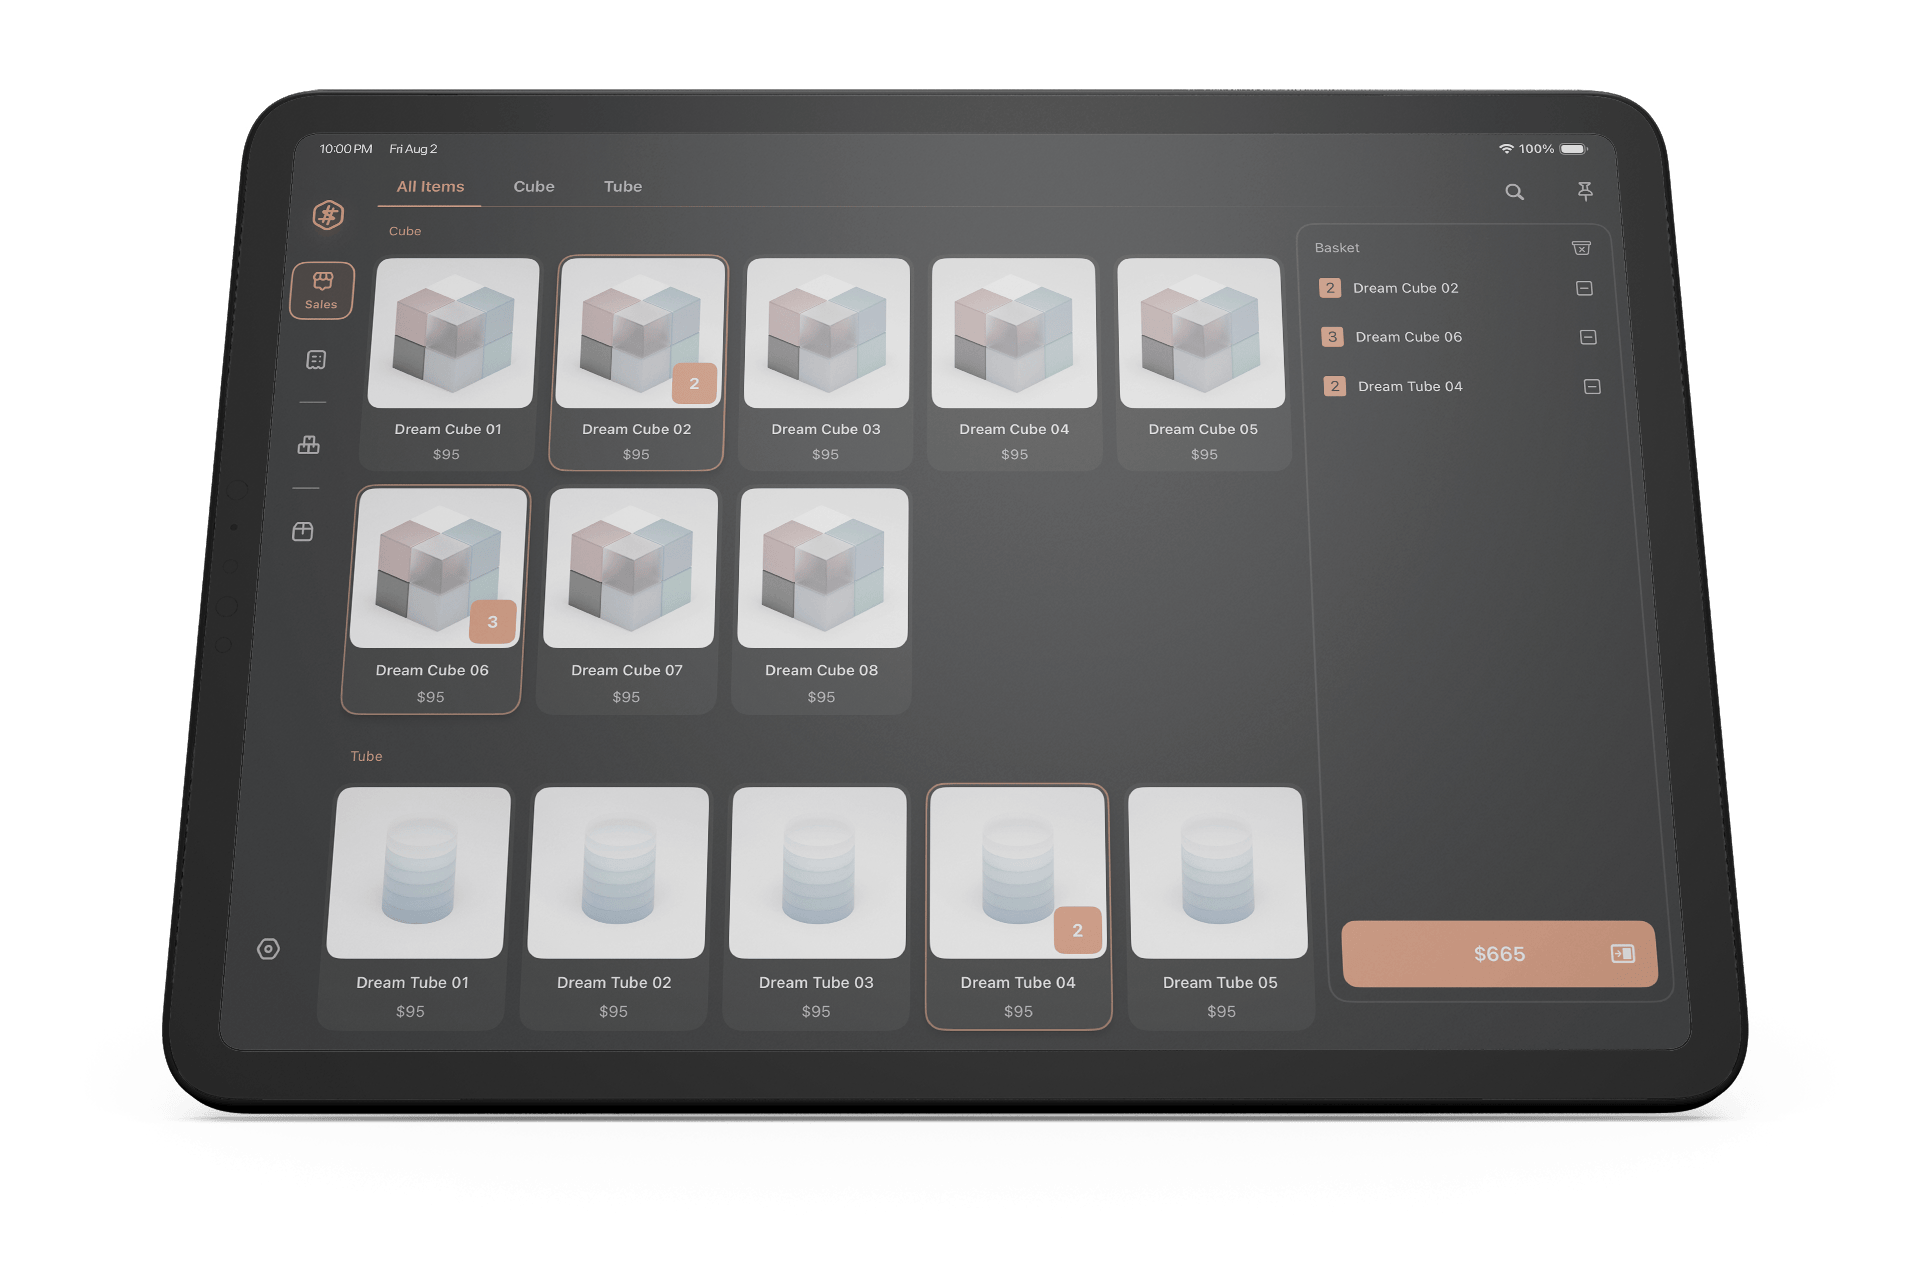 10:00 PM Fri Aug 2
100%
All Items Cube Tube
Cube
Sales
Dream Cube 01
$95
2
Dream Cube 02
$95
Dream Cube 03
$95
Dream Cube 04
$95
Dream Cube 05
$95
3
Dream Cube 06
$95
Dream Cube 07
$95
Dream Cube 08
$95
Tube
Dream Tube 01
$95
Dream Tube 02
$95
Dream Tube 03
$95
2
Dream Tube 04
$95
Dream Tube 05
$95
Basket
2 Dream Cube 02
3 Dream Cube 06
2 Dream Tube 04
$665